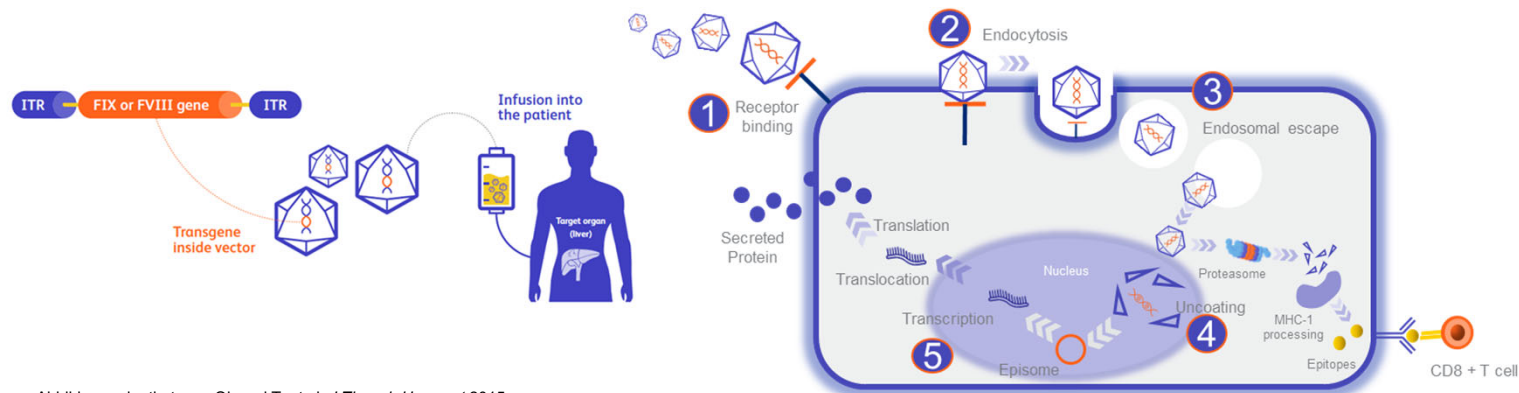 ITR
FIX or FVIII gene
ITR
Infusion into
the patient
Transgene
inside vector
Target organ
(liver)
1
Receptor
binding
2
Endocytosis
3
Endosomal escape
Secreted
Protein
Translation
Translocation
Transcription
5
Nucleus
Episome
Uncoating
4
Proteasome
MHC-1
processing
Epitopes
CD8 + T cell